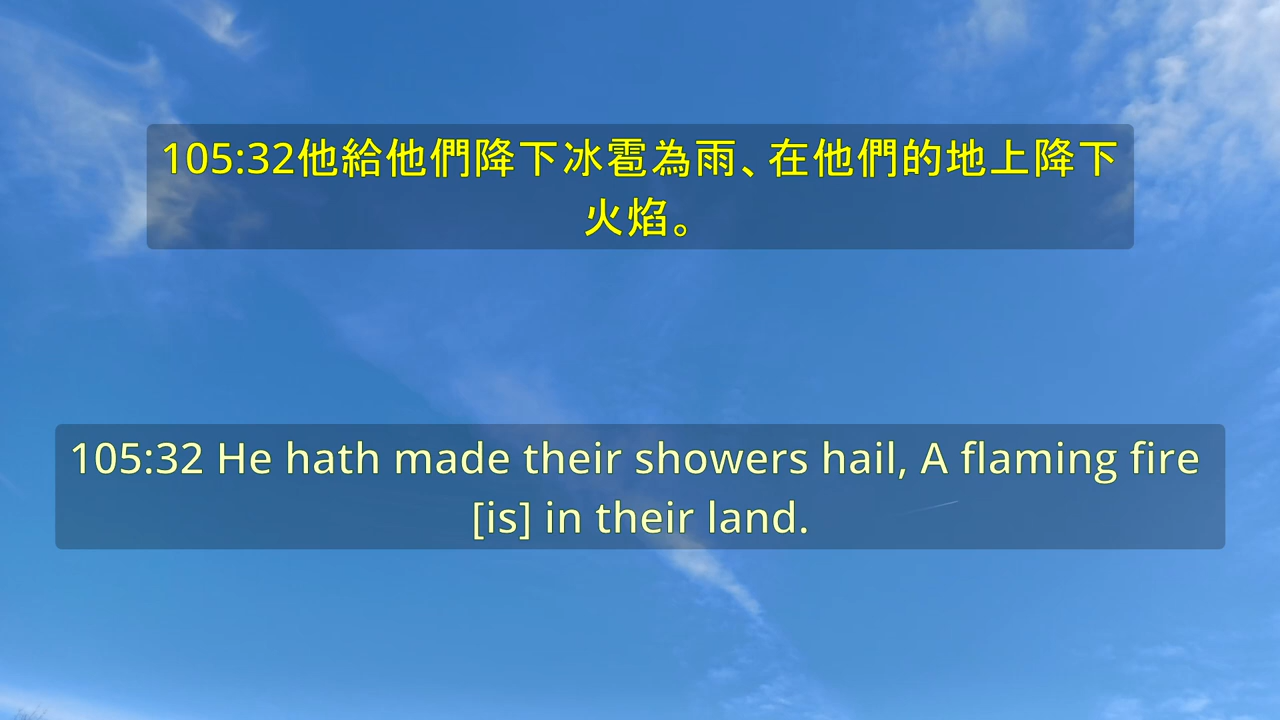 105:32他給他們降下冰雹為雨、在他們的地上降下
火焰。
105:32 He hath made their showers hail, A flaming fire
[is] in their land.